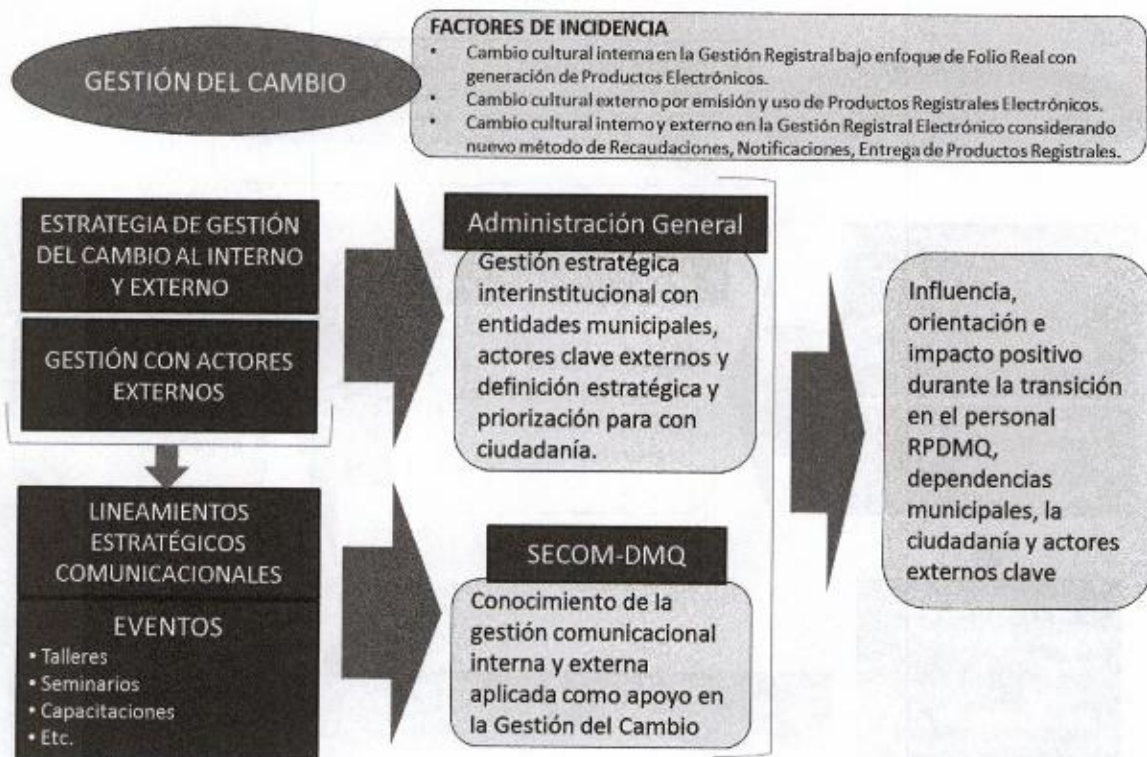 GESTIÓN DEL CAMBIO
FACTORES DE INCIDENCIA
• Cambio cultural interna en la Gestión Registral bajo enfoque de Folio Real con
generación de Productos Electrónicos.
• Cambio cultural externo por emisión y uso de Productos Registrales Electrónicos.
• Cambio cultural interno y externo en la Gestión Registral Electrónico considerando
nuevo método de Recaudaciones, Notificaciones, Entrega de Productos Registrales.
ESTRATEGIA DE GESTIÓN
DEL CAMBIO AL INTERNO
Y EXTERNO
GESTIÓN CON ACTORES
EXTERNOS
LINEAMIENTOS
ESTRATÉGICOS
COMUNICACIONALES
EVENTOS
• Talleres
• Seminarios
• Capacitaciones
• Etc.
Administración General
Gestión estratégica
interinstitucional con
entidades municipales,
actores clave externos y
definición estratégica y
priorización para con
ciudadanía.
SECOM-DMQ
Conocimiento de la
gestión comunicacional
interna y externa
aplicada como apoyo en
la Gestión del Cambio
Influencia,
orientación e
impacto positivo
durante la transición
en el personal
RPDMQ,
dependencias
municipales, la
ciudadanía y actores
externos clave